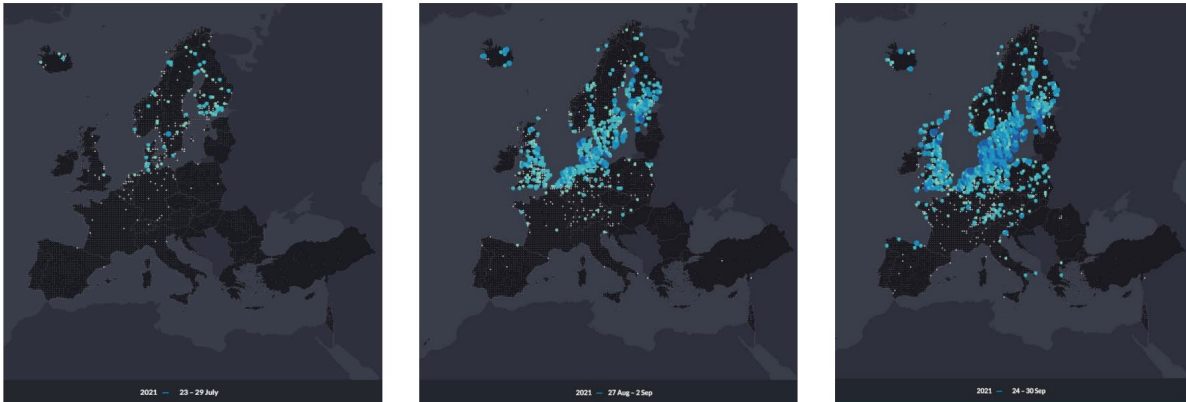 2021 — 23 – 29 July
2021 — 27 Aug – 2 Sep
2021 — 24 – 30 Sep